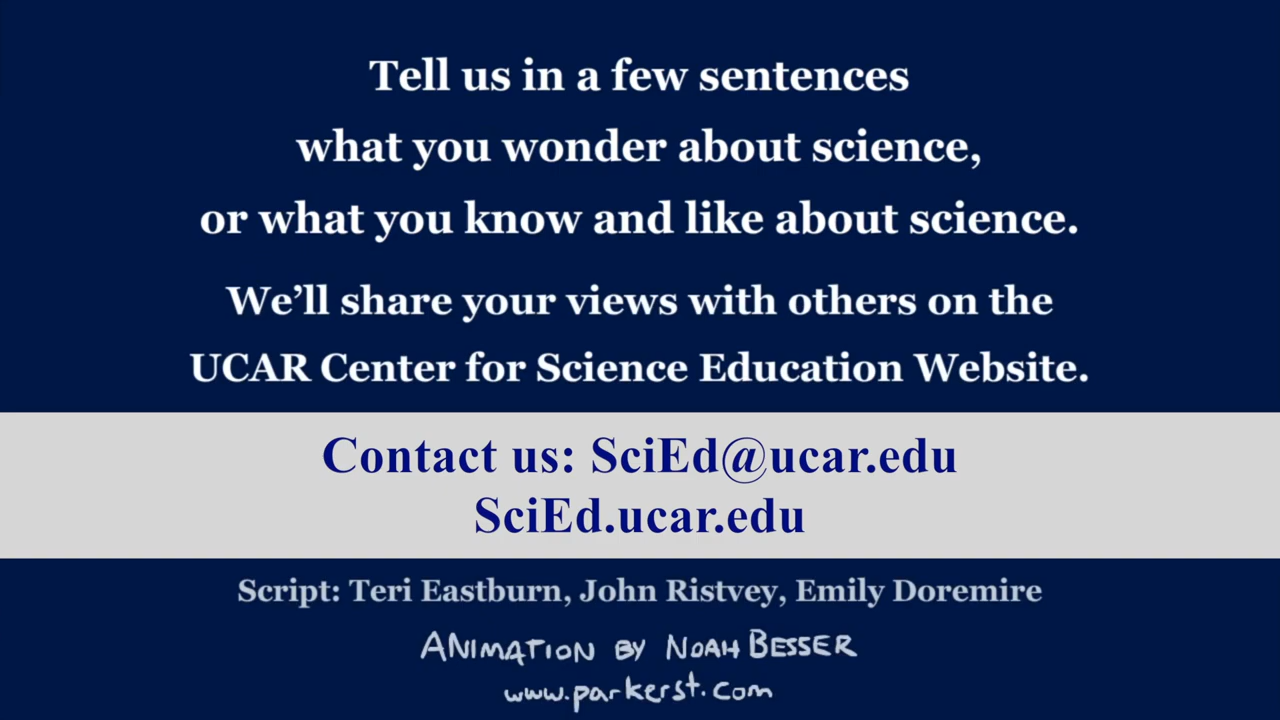 Tell us in a few sentences
what you wonder about science,
or what you know and like about science.
We’ll share your views with others on the
UCAR Center for Science Education Website.
Contact us: SciEd@ucar.edu
SciEd.ucar.edu
Script: Teri Eastburn, John Ristvey, Emily Doremire
ANIMATION BY NOAH BESSER
www.parkerst.com